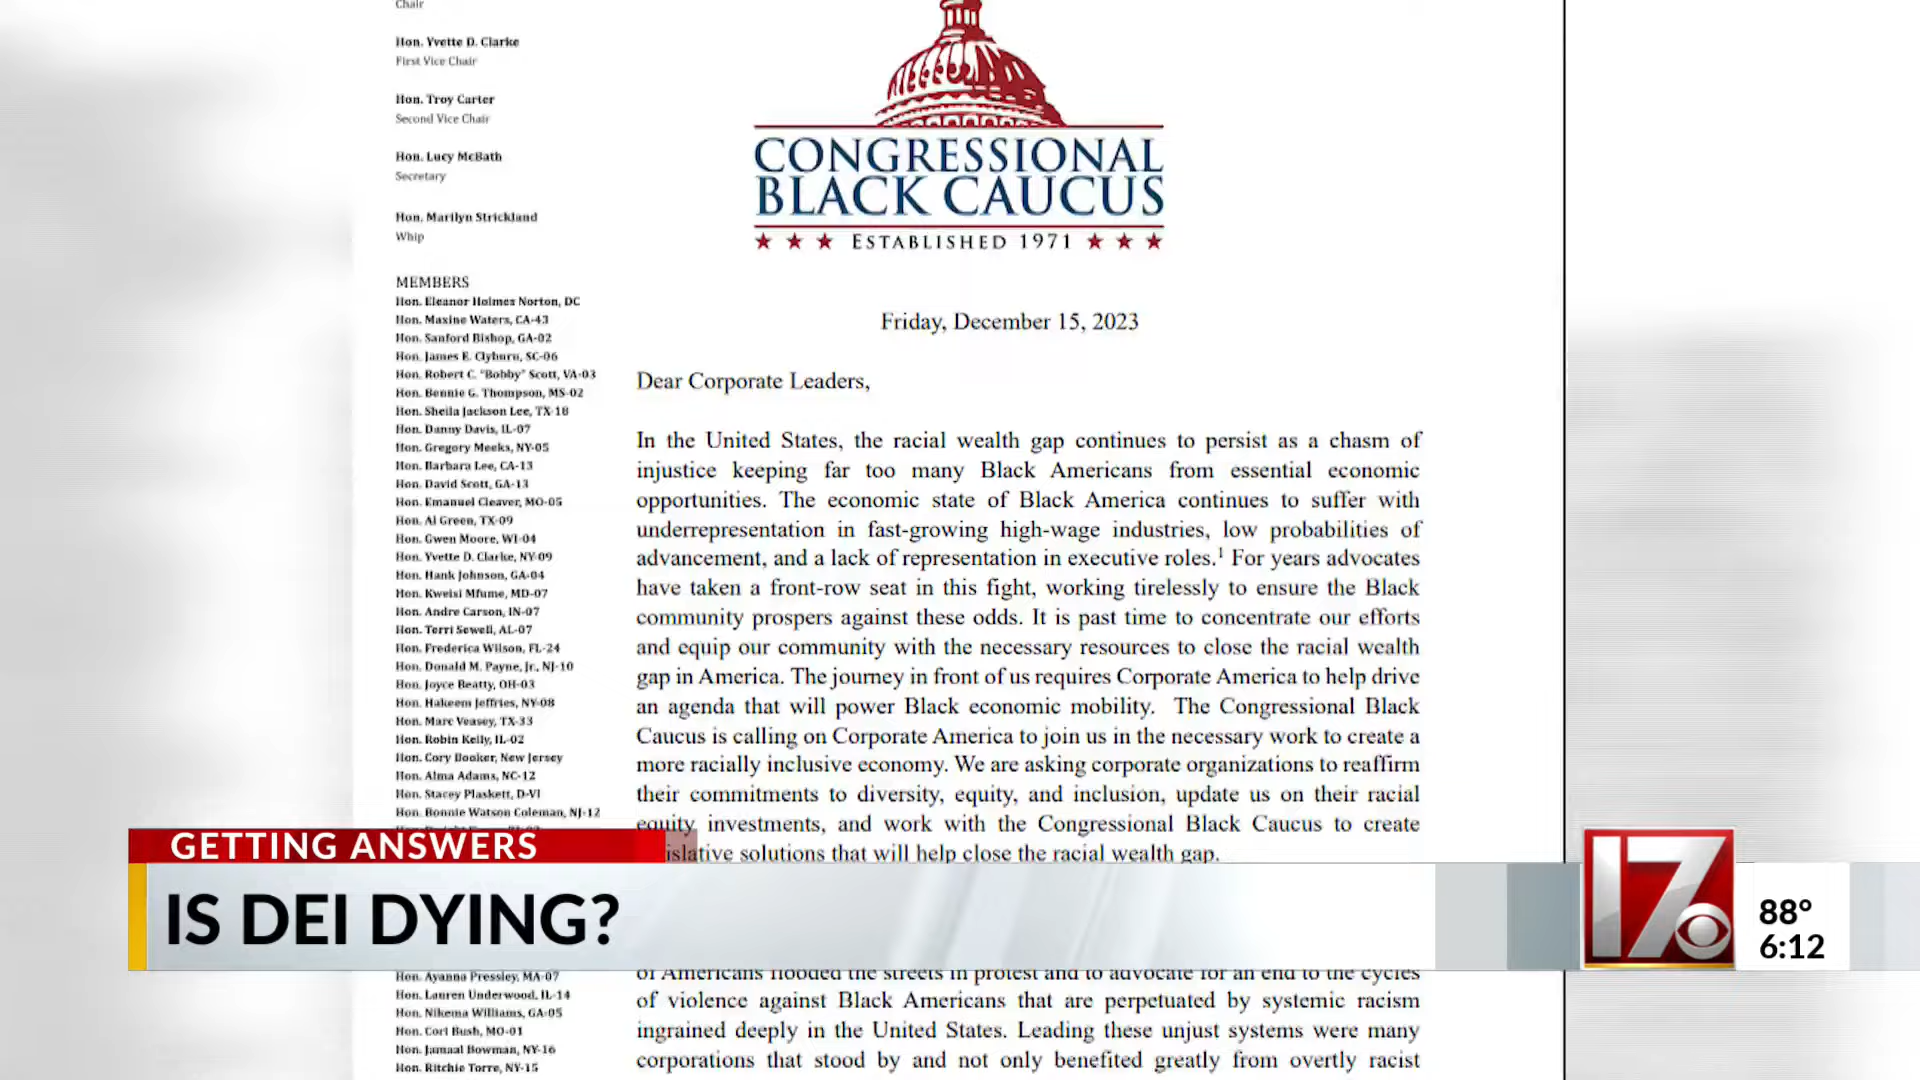 Chair
Hon. Yvette D. Clarke
First Vice Chair
Hon. Troy Carter
Second Vice Chair
Hon. Lucy McBath
Secretary
Hon. Marilyn Strickland
Whip
MEMBERS
Hon. Eleanor Holmes Norton, DC
Hon. Maxine Waters, CA-43
Hon. Sanford Bishop, GA-02
Hon. James E. Clyburn, SC-06
Hon. Robert C. "Bobby" Scott, VA-03
Hon. Bennie G. Thompson, MS-02
Hon. Sheila Jackson Lee, TX-18
Hon. Danny Davis, IL-07
Hon. Gregory Meeks, NY-05
Hon. Barbara Lee, CA-13
Hon. David Scott, GA-13
Hon. Emanuel Cleaver, MO-05
Hon. Al Green, TX-09
Hon. Gwen Moore, WI-04
Hon. Yvette D. Clarke, NY-09
Hon. Hank Johnson, GA-04
Hon. Kweisi Mfume, MD-07
Hon. Andre Carson, IN-07
Hon. Terri Sewell, AL-07
Hon. Frederica Wilson, FL-24
Hon. Donald M. Payne, Jr., NJ-10
Hon. Joyce Beatty, OH-03
Hon. Hakeem Jeffries, NY-08
Hon. Marc Veasey, TX-33
Hon. Robin Kelly, IL-02
Hon. Cory Booker, New Jersey
Hon. Alma Adams, NC-12
Hon. Stacey Plaskett, D-VI
Hon. Bonnie Watson Coleman, NJ-12
Hon. Ayanna Pressley, MA-07
Hon. Lauren Underwood, IL-14
Hon. Nikema Williams, GA-05
Hon. Cori Bush, MO-01
Hon. Jamaal Bowman, NY-16
Hon. Ritchie Torre, NY-15
CONGRESSIONAL
BLACK CAUCUS
ESTABLISHED 1971
Friday, December 15, 2023
Dear Corporate Leaders,
In the United States, the racial wealth gap continues to persist as a chasm of
injustice keeping far too many Black Americans from essential economic
opportunities. The economic state of Black America continues to suffer with
underrepresentation in fast-growing high-wage industries, low probabilities of
advancement, and a lack of representation in executive roles.¹ For years advocates
have taken a front-row seat in this fight, working tirelessly to ensure the Black
community prospers against these odds. It is past time to concentrate our efforts
and equip our community with the necessary resources to close the racial wealth
gap in America. The journey in front of us requires Corporate America to help drive
an agenda that will power Black economic mobility. The Congressional Black
Caucus is calling on Corporate America to join us in the necessary work to create a
more racially inclusive economy. We are asking corporate organizations to reaffirm
their commitments to diversity, equity, and inclusion, update us on their racial
equity investments, and work with the Congressional Black Caucus to create
islative solutions that will help close the racial wealth gap.
of Americans flooded the streets in protest and to advocate for an end to the cycles
of violence against Black Americans that are perpetuated by systemic racism
ingrained deeply in the United States. Leading these unjust systems were many
corporations that stood by and not only benefited greatly from overtly racist
GETTING ANSWERS
IS DEI DYING?
17
88°
6:12